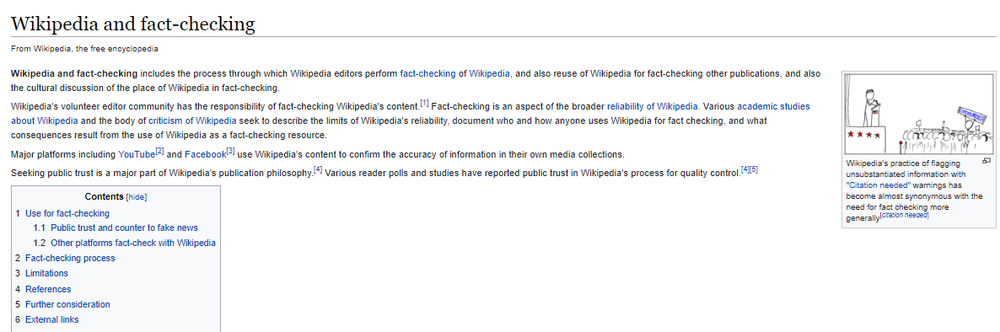 Wikipedia and fact-checking
From Wikipedia, the free encyclopedia
Wikipedia and fact-checking includes the process through which Wikipedia editors perform fact-checking of Wikipedia, and also reuse of Wikipedia for fact-checking other publications, and also
the cultural discussion of the place of Wikipedia in fact-checking.
Wikipedia's volunteer editor community has the responsibility of fact-checking Wikipedia's content.[1] Fact-checking is an aspect of the broader reliability of Wikipedia. Various academic studies
about Wikipedia and the body of criticism of Wikipedia seek to describe the limits of Wikipedia's reliability, document who and how anyone uses Wikipedia for fact checking, and what
consequences result from the use of Wikipedia as a fact-checking resource.
Major platforms including YouTube[2] and Facebook[3] use Wikipedia's content to confirm the accuracy of information in their own media collections.
Seeking public trust is a major part of Wikipedia's publication philosophy.[4] Various reader polls and studies have reported public trust in Wikipedia's process for quality control.[4][5]
Contents [hide]
1 Use for fact-checking
1.1 Public trust and counter to fake news
1.2 Other platforms fact-check with Wikipedia
2 Fact-checking process
3 Limitations
4 References
5 Further consideration
6 External links
Wikipedia's practice of flagging
unsubstantiated information with
"Citation needed" warnings has
become almost synonymous with the
need for fact checking more
generally[citation needed]